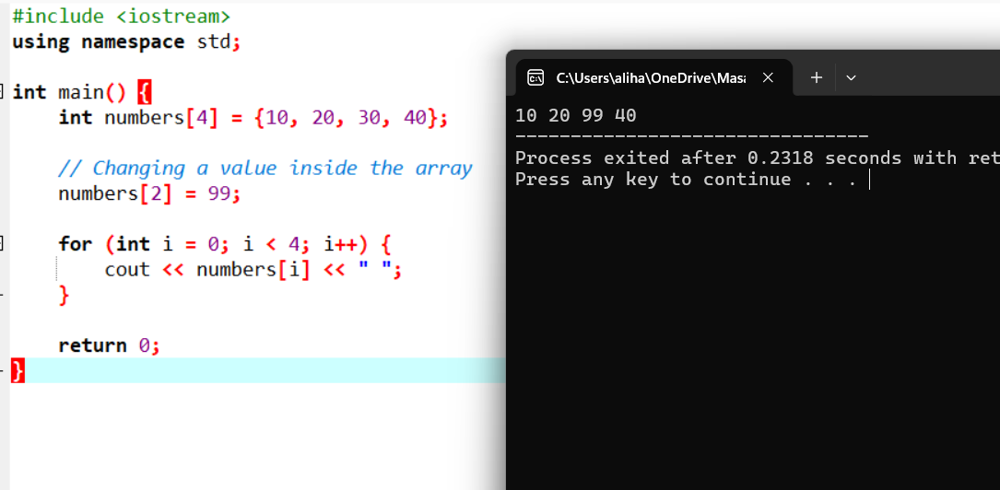 #include <iostream>
using namespace std;
int main() {
    int numbers[4] = {10, 20, 30, 40};
    // Changing a value inside the array
    numbers[2] = 99;
    for (int i = 0; i < 4; i++) {
        cout << numbers[i] << " ";
    }
    return 0;
}
C:\Users\aliha\OneDrive\Masa
10 20 99 40
--------------------------------
Process exited after 0.2318 seconds with ret
Press any key to continue . . .